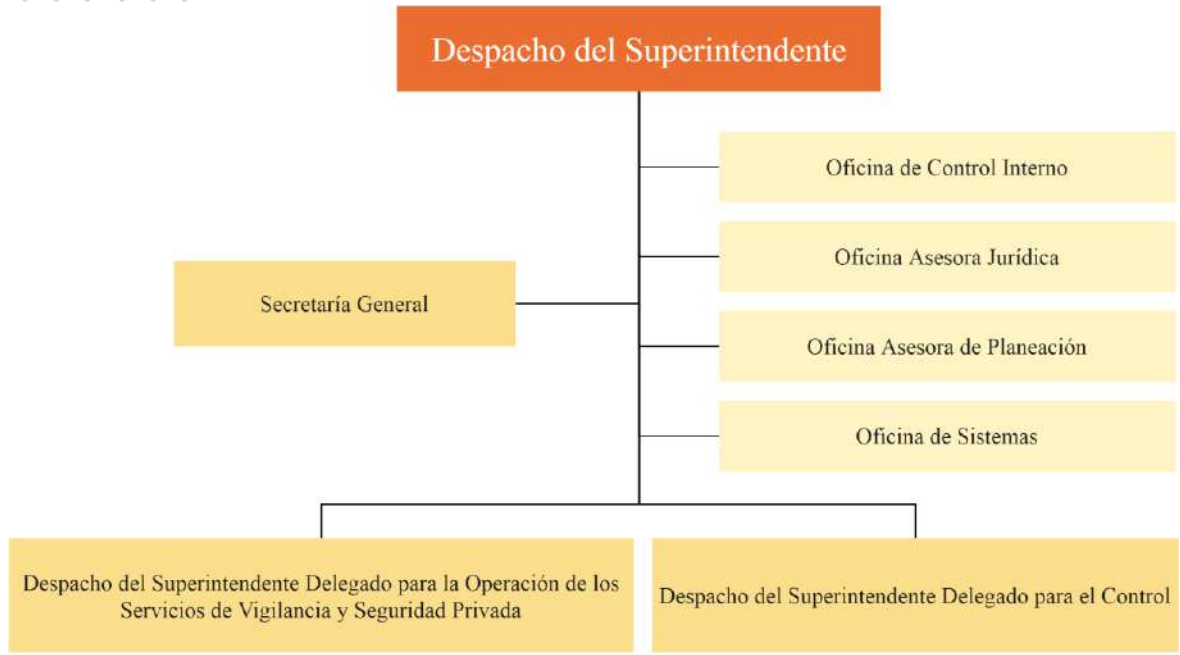 Despacho del Superintendente
Oficina de Control Interno
Oficina Asesora Jurídica
Secretaría General
Oficina Asesora de Planeación
Oficina de Sistemas
Despacho del Superintendente Delegado para la Operación de los
Servicios de Vigilancia y Seguridad Privada
Despacho del Superintendente Delegado para el Control